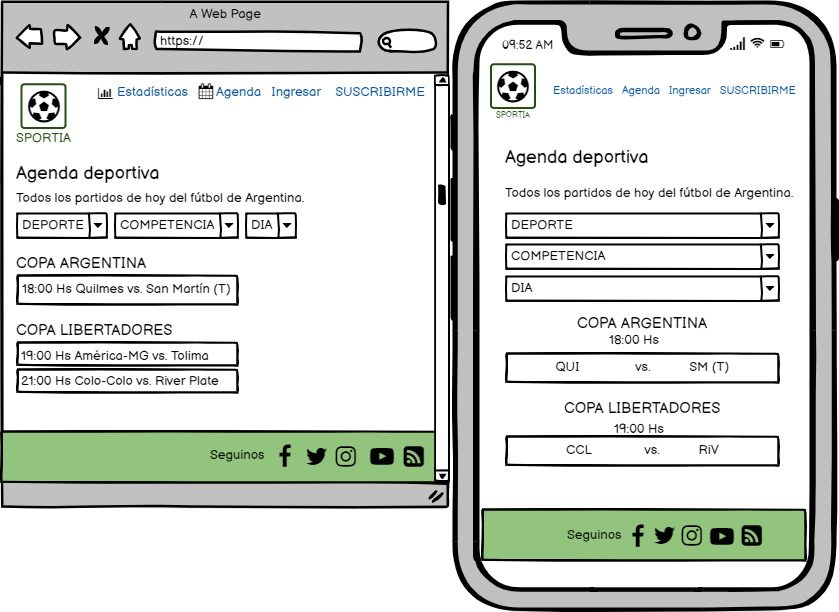 A Web Page
https://
SPORTIA
Estadísticas Agenda Ingresar SUSCRIBIRME
Agenda deportiva
Todos los partidos de hoy del fútbol de Argentina.
DEPORTE COMPETENCIA DIA
COPA ARGENTINA
18:00 Hs Quilmes vs. San Martín (T)
COPA LIBERTADORES
19:00 Hs América-MG vs. Tolima
21:00 Hs Colo-Colo vs. River Plate
Seguinos
09:52 AM
SPORTIA
Estadísticas Agenda Ingresar SUSCRIBIRME
Agenda deportiva
Todos los partidos de hoy del fútbol de Argentina.
DEPORTE
COMPETENCIA
DIA
COPA ARGENTINA
18:00 Hs
QUI vs. SM (T)
COPA LIBERTADORES
19:00 Hs
CCL vs. RiV
Seguinos